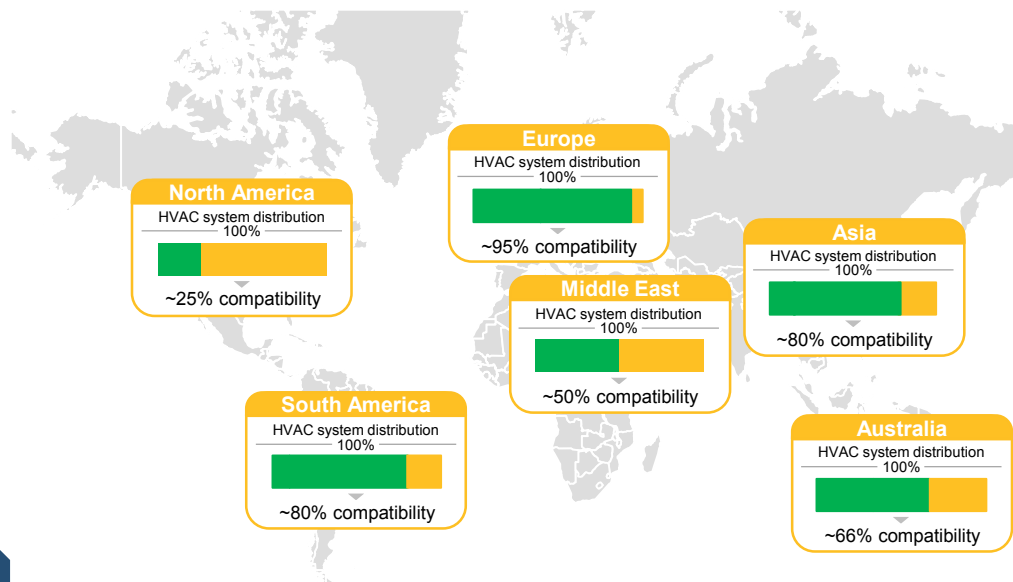 Europe
HVAC system distribution
100%
~95% compatibility
North America
HVAC system distribution
100%
~25% compatibility
Asia
HVAC system distribution
100%
~80% compatibility
Middle East
HVAC system distribution
100%
~50% compatibility
South America
HVAC system distribution
100%
~80% compatibility
Australia
HVAC system distribution
100%
~66% compatibility